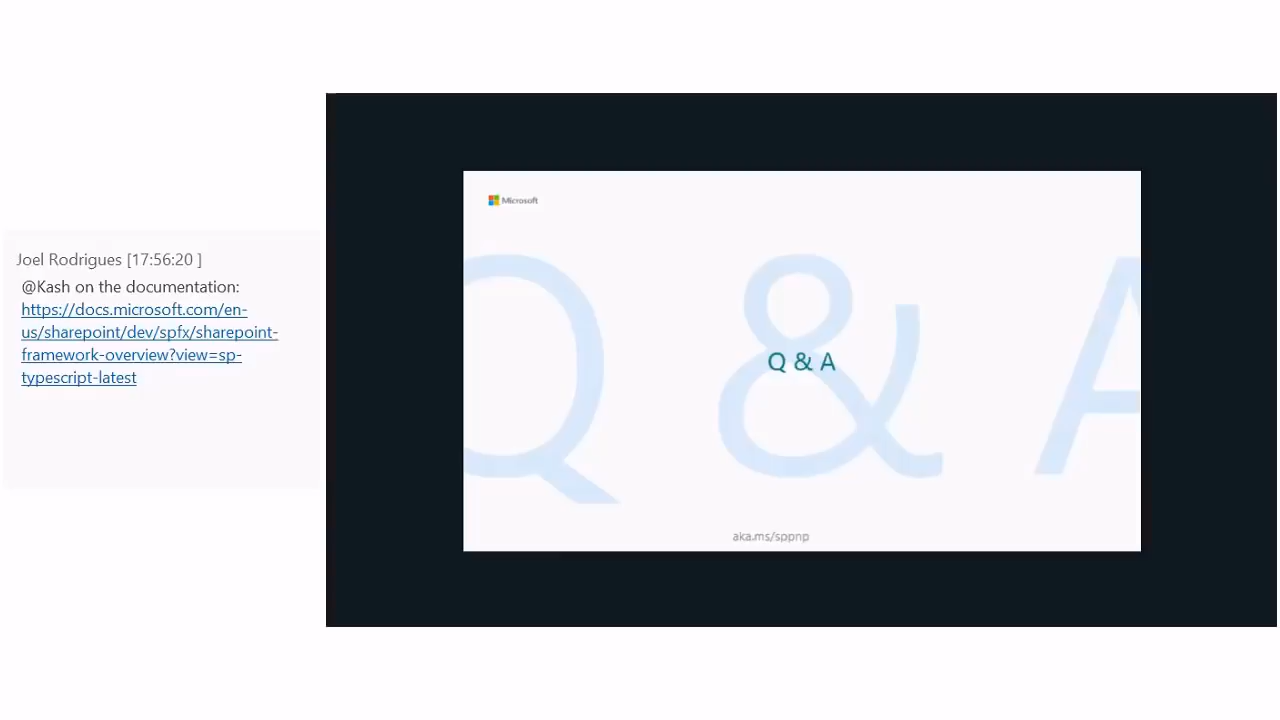 Joel Rodrigues [17:56:20 ]
@Kash on the documentation:
https://docs.microsoft.com/en-
us/sharepoint/dev/spfx/sharepoint-
framework-overview?view=sp-
typescript-latest
Microsoft
Q & A
Q & A
aka.ms/sppnp